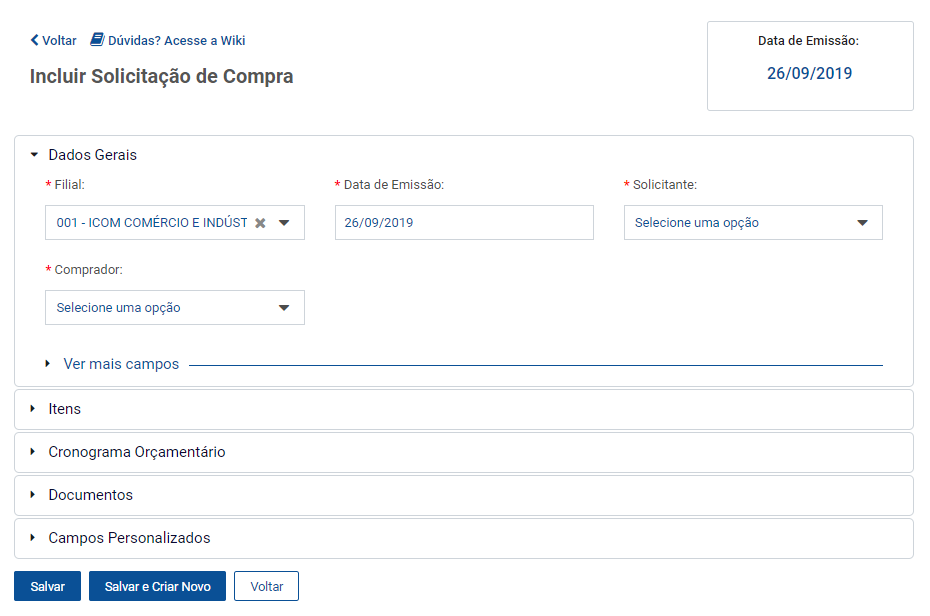 Voltar Dúvidas? Acesse a Wiki
Incluir Solicitação de Compra
Data de Emissão:
26/09/2019
Dados Gerais
* Filial:
001 - ICOM COMÉRCIO E INDÚST
* Data de Emissão:
26/09/2019
* Solicitante:
Selecione uma opção
* Comprador:
Selecione uma opção
Ver mais campos
Itens
Cronograma Orçamentário
Documentos
Campos Personalizados
Salvar
Salvar e Criar Novo
Voltar